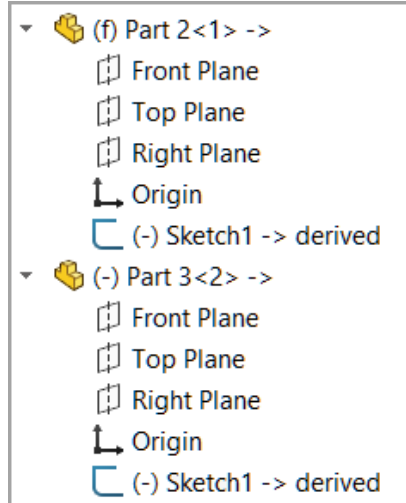 (f) Part 2<1> ->
Front Plane
Top Plane
Right Plane
Origin
(-) Sketch1 -> derived
(-) Part 3<2> ->
Front Plane
Top Plane
Right Plane
Origin
(-) Sketch1 -> derived